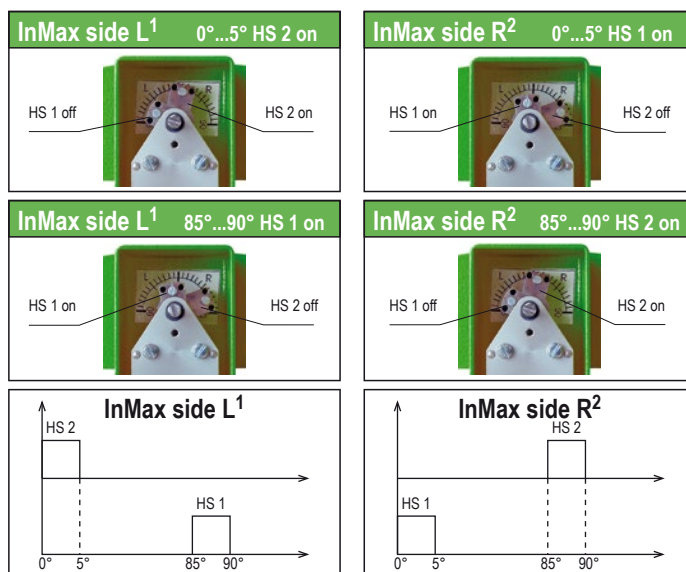 InMax side L1 0°...5° HS 2 on
HS 1 off
HS 2 on
L
R
InMax side R2 0°...5° HS 1 on
HS 1 on
HS 2 off
L
R
InMax side L1 85°...90° HS 1 on
HS 1 on
HS 2 off
L
R
InMax side R2 85°...90° HS 2 on
HS 1 off
HS 2 on
L
R
InMax side L1
HS 2
HS 1
0° 5° 85° 90°
InMax side R2
HS 2
HS 1
0° 5° 85° 90°